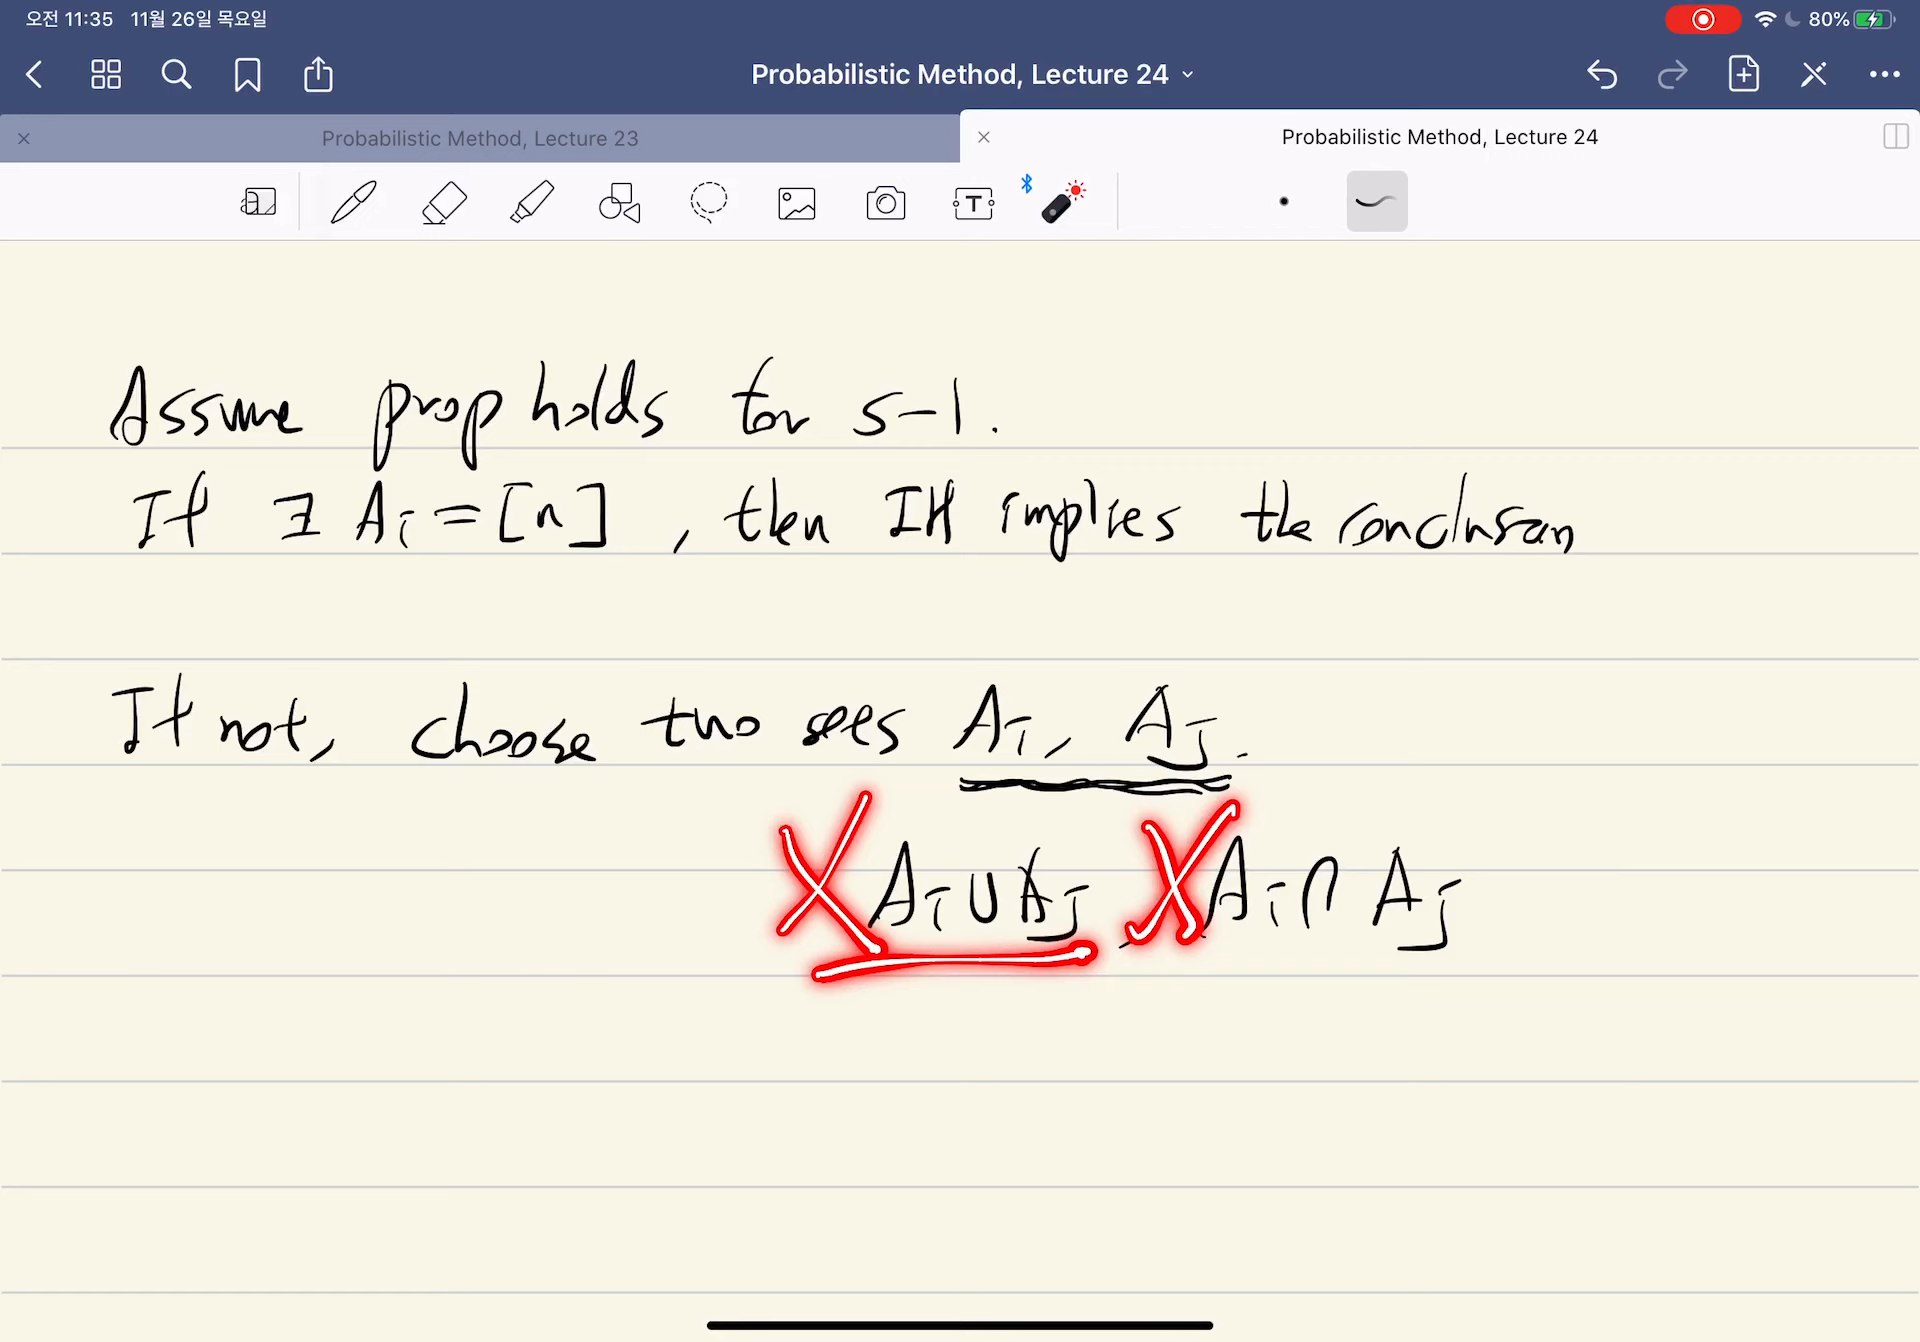 오전 11:35 11월 26일 목요일 80%
Probabilistic Method, Lecture 24
Probabilistic Method, Lecture 23
Probabilistic Method, Lecture 24
T
Assume prop holds for s-1.
If ∃ Ai = [n], then IH implies the conclusion
If not, choose two sets Ai, Aj.
X Ai ∪ Aj, X Ai ∩ Aj